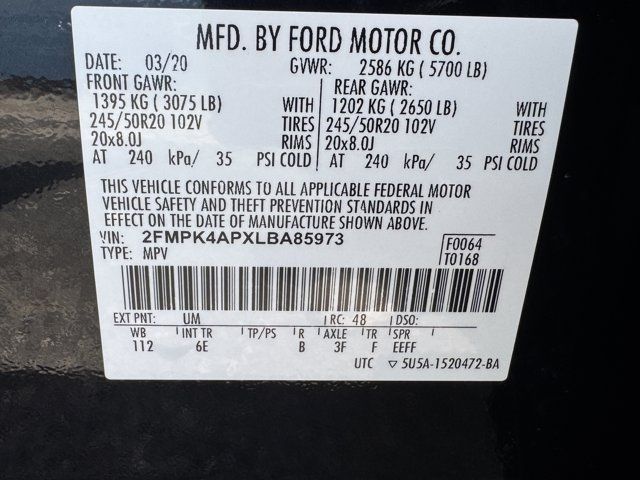 MFD. BY FORD MOTOR CO.
DATE: 03/20 GVWR: 2586 KG ( 5700 LB)
FRONT GAWR: REAR GAWR:
1395 KG ( 3075 LB) WITH 1202 KG ( 2650 LB) WITH
245/50R20 102V TIRES 245/50R20 102V TIRES
20x8.0J RIMS 20x8.0J RIMS
AT 240 kPa/ 35 PSI COLD AT 240 kPa/ 35 PSI COLD
THIS VEHICLE CONFORMS TO ALL APPLICABLE FEDERAL MOTOR
VEHICLE SAFETY AND THEFT PREVENTION STANDARDS IN
EFFECT ON THE DATE OF MANUFACTURE SHOWN ABOVE.
VIN: 2FMPK4APXLBA85973 F0064
TYPE: MPV T0168
EXT PNT: UM RC: 48 DSO:
WB INT TR TP/PS R AXLE TR SPR
112 6E B 3F F EEFF
UTC ▽ 5U5A-1520472-BA